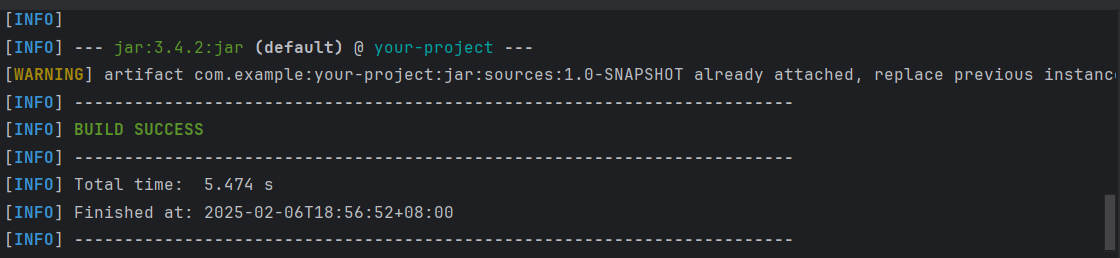 [INFO]
[INFO] --- jar:3.4.2:jar (default) @ your-project ---
[WARNING] artifact com.example:your-project:jar:sources:1.0-SNAPSHOT already attached, replace previous instanc
[INFO] ------------------------------------------------------------------------
[INFO] BUILD SUCCESS
[INFO] ------------------------------------------------------------------------
[INFO] Total time:  5.474 s
[INFO] Finished at: 2025-02-06T18:56:52+08:00
[INFO] ------------------------------------------------------------------------